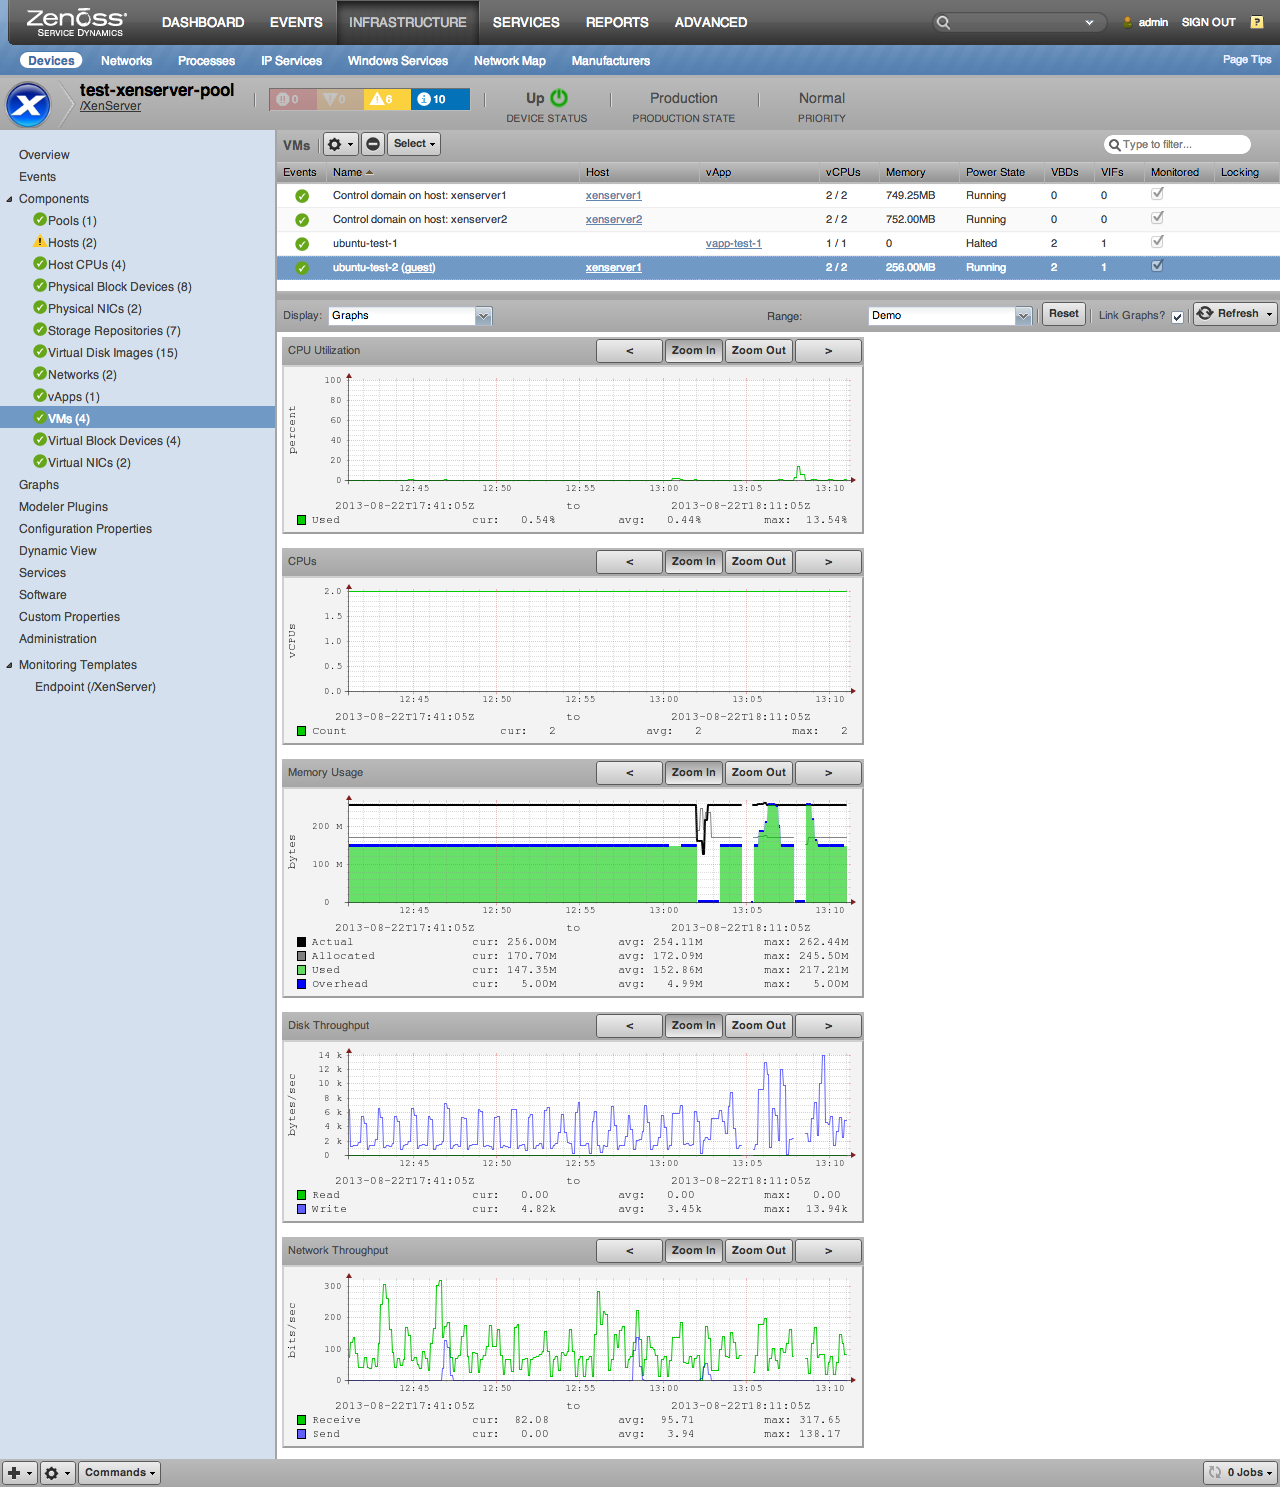 Zenoss
SERVICE DYNAMICS
DASHBOARD EVENTS INFRASTRUCTURE SERVICES REPORTS ADVANCED
admin SIGN OUT ?
Devices Networks Processes IP Services Windows Services Network Map Manufacturers Page Tips
test-xenserver-pool
/XenServer
0 0 6 10
Up
DEVICE STATUS
Production
PRODUCTION STATE
Normal
PRIORITY
Overview
Events
Components
Pools (1)
Hosts (2)
Host CPUs (4)
Physical Block Devices (8)
Physical NICs (2)
Storage Repositories (7)
Virtual Disk Images (15)
Networks (2)
vApps (1)
VMs (4)
Virtual Block Devices (4)
Virtual NICs (2)
Graphs
Modeler Plugins
Configuration Properties
Dynamic View
Services
Software
Custom Properties
Administration
Monitoring Templates
Endpoint (/XenServer)
VMs Select Type to filter...
Events Name Host vApp vCPUs Memory Power State VBDs VIFs Monitored Locking
Control domain on host: xenserver1 xenserver1 2 / 2 749.25MB Running 0 0
Control domain on host: xenserver2 xenserver2 2 / 2 752.00MB Running 0 0
ubuntu-test-1 vapp-test-1 1 / 1 0 Halted 2 1
ubuntu-test-2 (guest) xenserver1 2 / 2 256.00MB Running 2 1
Display: Graphs Range: Demo Reset Link Graphs? Refresh
CPU Utilization < Zoom In Zoom Out >
percent
100
80
60
40
20
0
12:45 12:50 12:55 13:00 13:05 13:10
2013-08-22T17:41:05Z to 2013-08-22T18:11:05Z
Used cur: 0.54% avg: 0.44% max: 13.54%
CPUs < Zoom In Zoom Out >
vCPUs
2.0
1.5
1.0
0.5
0.0
12:45 12:50 12:55 13:00 13:05 13:10
2013-08-22T17:41:05Z to 2013-08-22T18:11:05Z
Count cur: 2 avg: 2 max: 2
Memory Usage < Zoom In Zoom Out >
bytes
200 M
100 M
0
12:45 12:50 12:55 13:00 13:05 13:10
2013-08-22T17:41:05Z to 2013-08-22T18:11:05Z
Actual cur: 256.00M avg: 254.11M max: 262.44M
Allocated cur: 170.70M avg: 172.09M max: 245.50M
Used cur: 147.35M avg: 152.86M max: 217.21M
Overhead cur: 5.00M avg: 4.99M max: 5.00M
Disk Throughput < Zoom In Zoom Out >
bytes/sec
14 k
12 k
10 k
8 k
6 k
4 k
2 k
0
12:45 12:50 12:55 13:00 13:05 13:10
2013-08-22T17:41:05Z to 2013-08-22T18:11:05Z
Read cur: 0.00 avg: 0.00 max: 0.00
Write cur: 4.82k avg: 3.45k max: 13.94k
Network Throughput < Zoom In Zoom Out >
bits/sec
300
200
100
0
12:45 12:50 12:55 13:00 13:05 13:10
2013-08-22T17:41:05Z to 2013-08-22T18:11:05Z
Receive cur: 82.08 avg: 95.71 max: 317.65
Send cur: 0.00 avg: 3.94 max: 138.17
Commands 0 Jobs